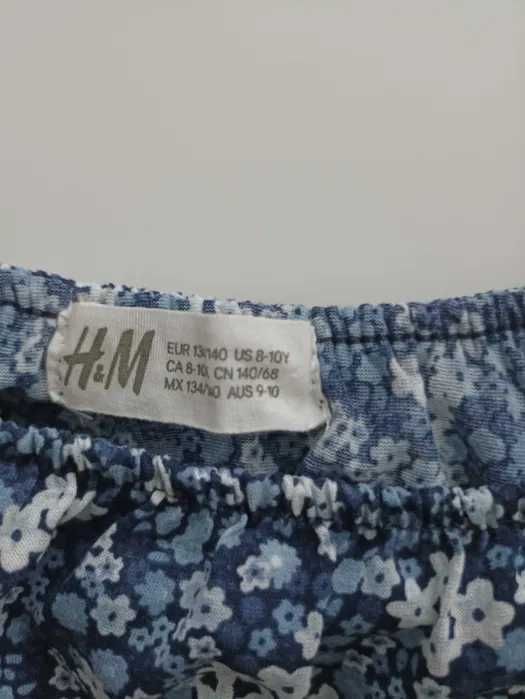 H&M
EUR 134/140 US 8-10Y
CA 8-10, CN 140/68
MX 134/140 AUS 9-10